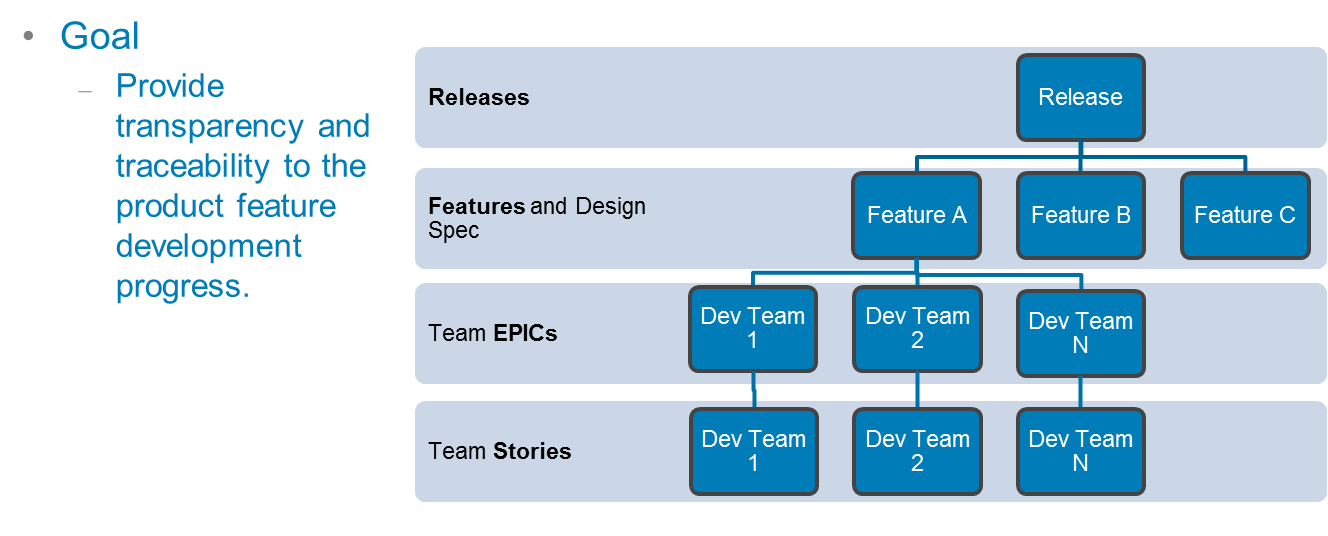 • Goal
– Provide
transparency and
traceability to the
product feature
development
progress.
Releases
Release
Features and Design
Spec
Feature A
Feature B
Feature C
Team EPICs
Dev Team
1
Dev Team
2
Dev Team
N
Team Stories
Dev Team
1
Dev Team
2
Dev Team
N